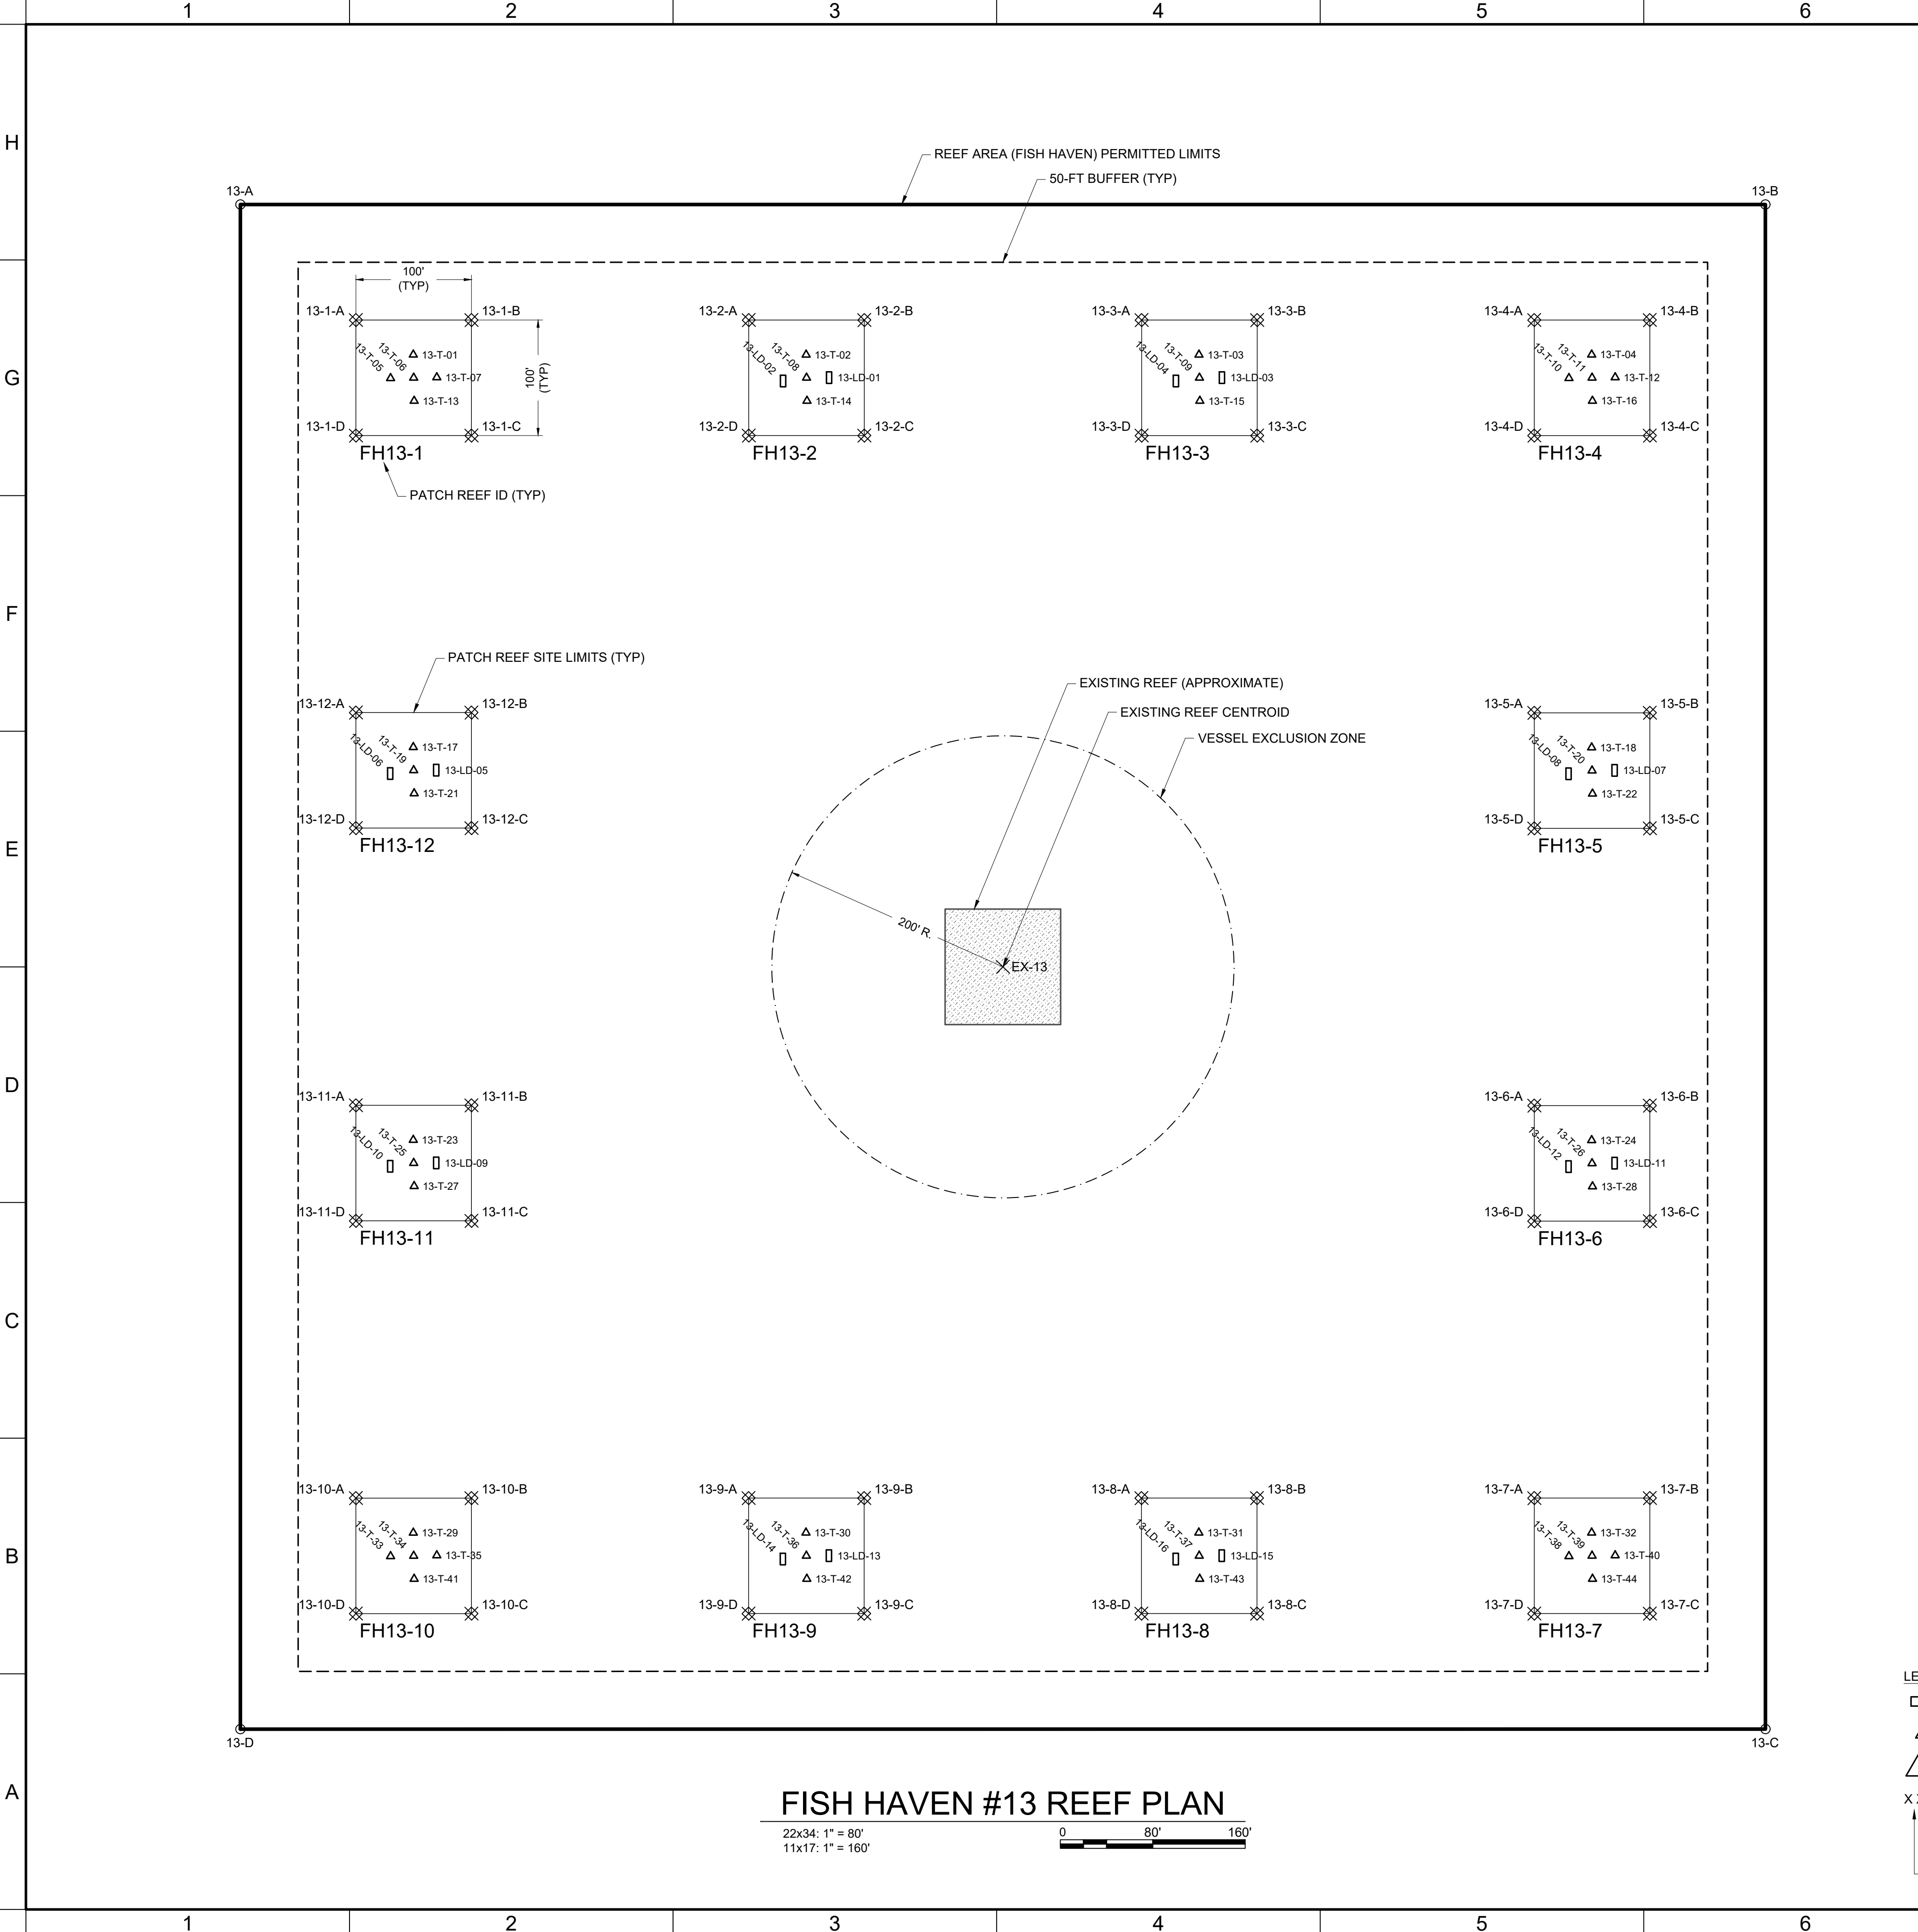 1 2 3 4 5 6
H
REEF AREA (FISH HAVEN) PERMITTED LIMITS
50-FT BUFFER (TYP)
13-A 13-B
100'
(TYP)
13-1-A 13-1-B 13-2-A 13-2-B 13-3-A 13-3-B 13-4-A 13-4-B
G
13-T-05 13-T-06 13-T-01 13-LD-02 13-T-08 13-T-02 13-LD-04 13-T-09 13-T-03 13-T-10 13-T-11 13-T-04
13-T-07 100' (TYP) 13-LD-01 13-LD-03 13-T-12
13-T-13 13-T-14 13-T-15 13-T-16
13-1-D 13-1-C 13-2-D 13-2-C 13-3-D 13-3-C 13-4-D 13-4-C
FH13-1 FH13-2 FH13-3 FH13-4
PATCH REEF ID (TYP)
F
PATCH REEF SITE LIMITS (TYP)
EXISTING REEF (APPROXIMATE)
EXISTING REEF CENTROID
VESSEL EXCLUSION ZONE
13-12-A 13-12-B 13-5-A 13-5-B
13-LD-06 13-T-19 13-T-17 13-LD-08 13-T-20 13-T-18
13-LD-05 13-LD-07
13-T-21 13-T-22
13-12-D 13-12-C 13-5-D 13-5-C
FH13-12 FH13-5
E
200' R.
EX-13
D
13-11-A 13-11-B 13-6-A 13-6-B
13-LD-10 13-T-25 13-T-23 13-LD-12 13-T-26 13-T-24
13-LD-09 13-LD-11
13-T-27 13-T-28
13-11-D 13-11-C 13-6-D 13-6-C
FH13-11 FH13-6
C
13-10-A 13-10-B 13-9-A 13-9-B 13-8-A 13-8-B 13-7-A 13-7-B
B
13-T-33 13-T-34 13-T-29 13-LD-14 13-T-36 13-T-30 13-LD-16 13-T-37 13-T-31 13-T-38 13-T-39 13-T-32
13-T-35 13-LD-13 13-LD-15 13-T-40
13-T-41 13-T-42 13-T-43 13-T-44
13-10-D 13-10-C 13-9-D 13-9-C 13-8-D 13-8-C 13-7-D 13-7-C
FH13-10 FH13-9 FH13-8 FH13-7
LE
13-D 13-C
A
X
FISH HAVEN #13 REEF PLAN
22x34: 1" = 80'
11x17: 1" = 160'
0 80' 160'
1 2 3 4 5 6